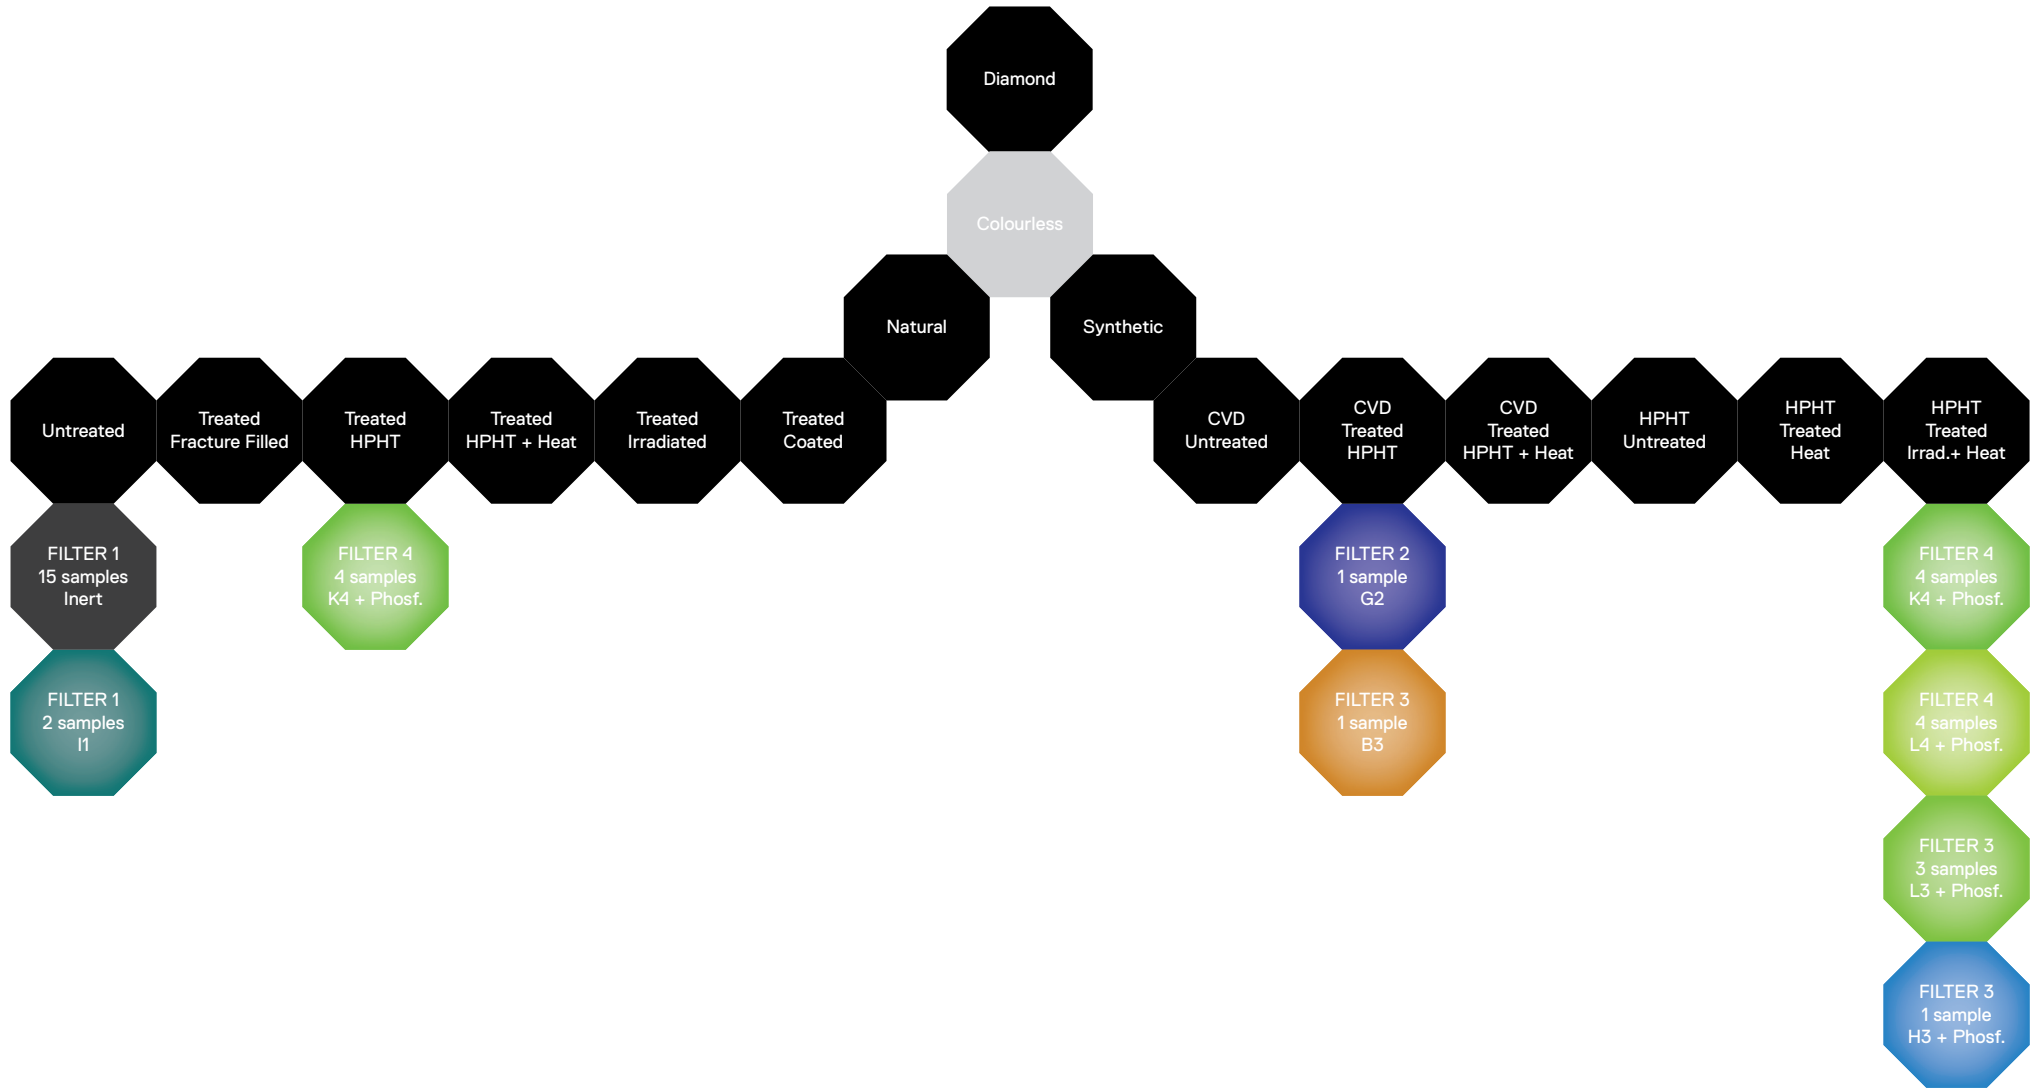 Diamond
Colourless
Natural
Synthetic
Untreated
Treated
Fracture Filled
Treated
HPHT
Treated
HPHT + Heat
Treated
Irradiated
Treated
Coated
CVD
Untreated
CVD
Treated
HPHT
CVD
Treated
HPHT + Heat
HPHT
Untreated
HPHT
Treated
Heat
HPHT
Treated
Irrad.+ Heat
FILTER 1
15 samples
Inert
FILTER 4
4 samples
K4 + Phosf.
FILTER 2
1 sample
G2
FILTER 4
4 samples
K4 + Phosf.
FILTER 1
2 samples
I1
FILTER 3
1 sample
B3
FILTER 4
4 samples
L4 + Phosf.
FILTER 3
3 samples
L3 + Phosf.
FILTER 3
1 sample
H3 + Phosf.